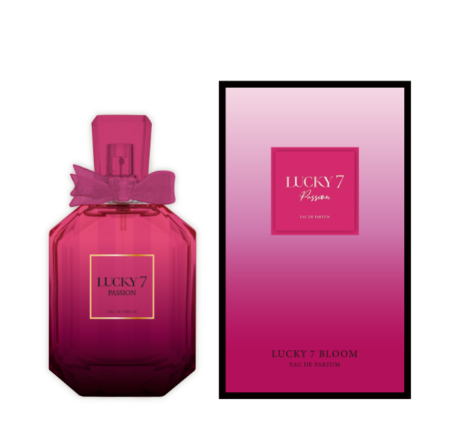 LUCKY 7
PASSION
LUCKY 7
Passion
EAU DE PARFUM
LUCKY 7 BLOOM
EAU DE PARFUM